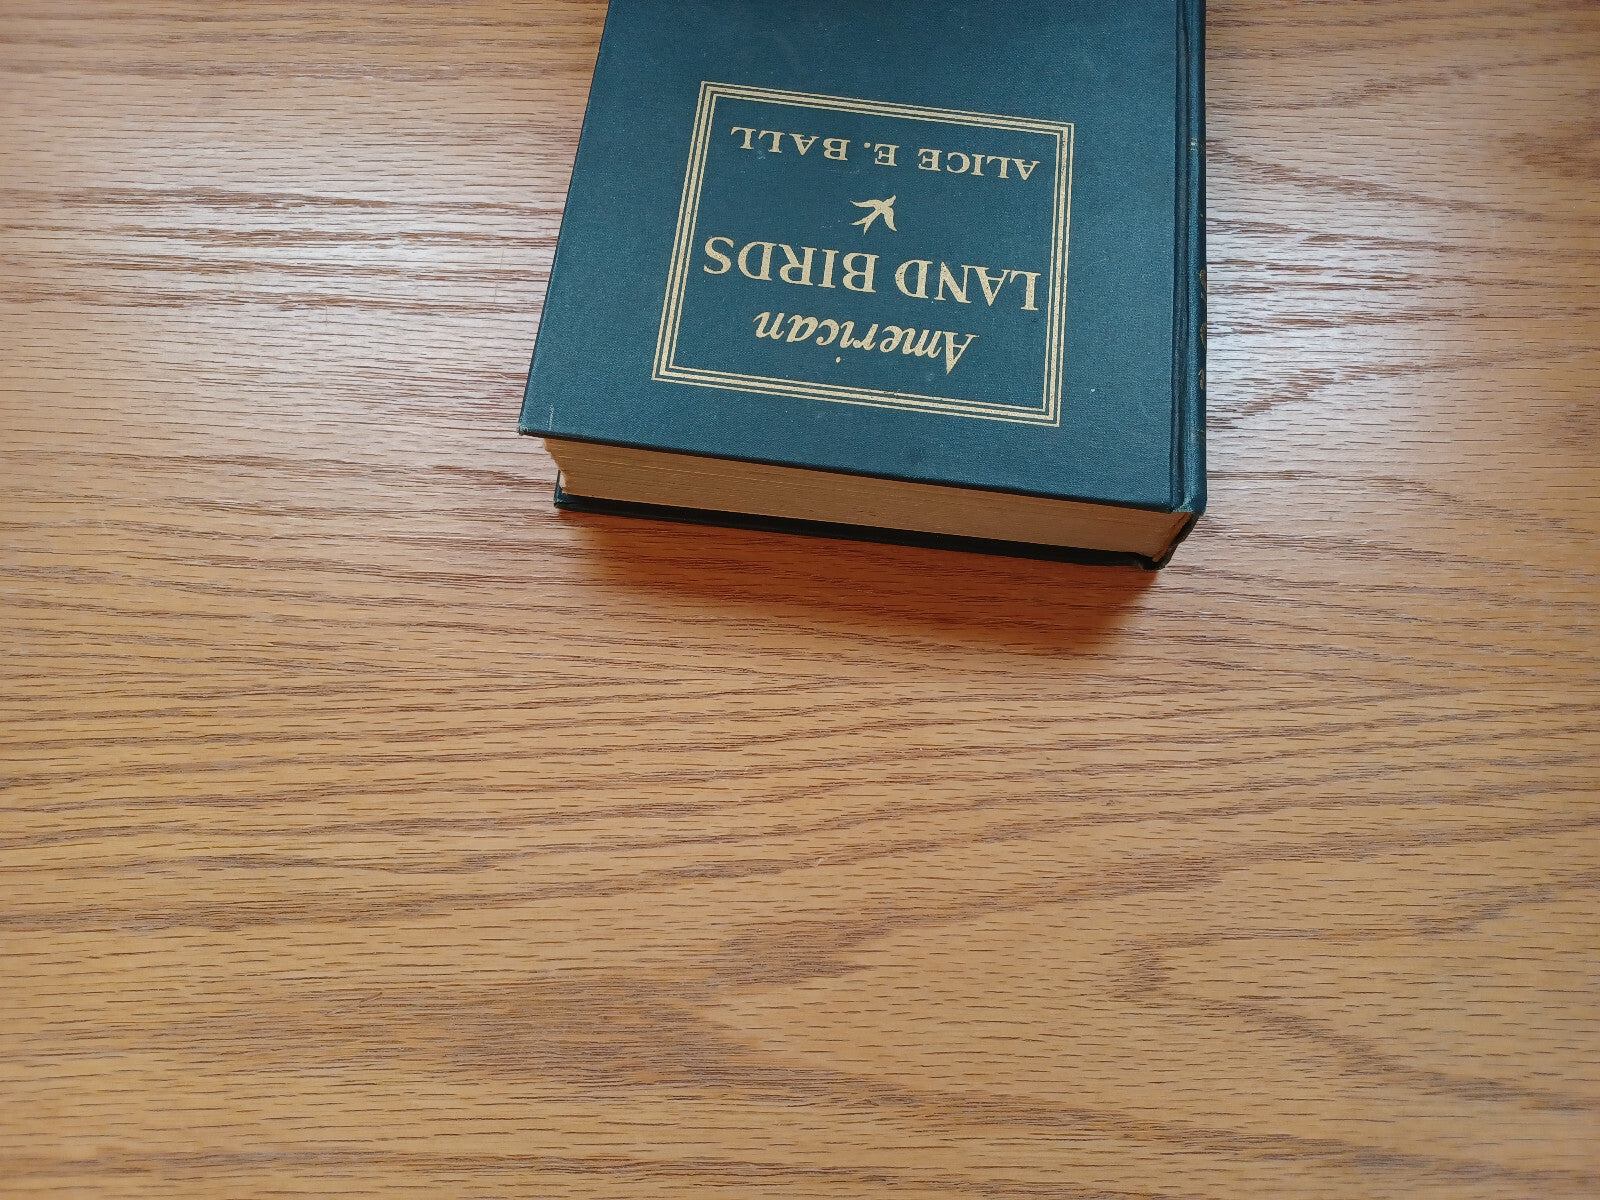 American
LAND BIRDS
ALICE E. BALL